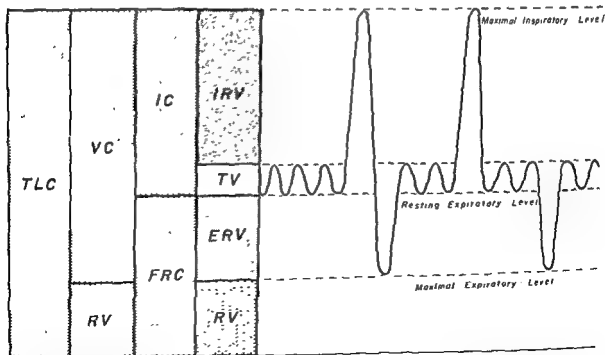 Maximal Inspiratory Level
IC
IRV
VC
TLC
TV
Resting Expiratory Level
ERV
FRC
Maximal Expiratory Level
RV
RV